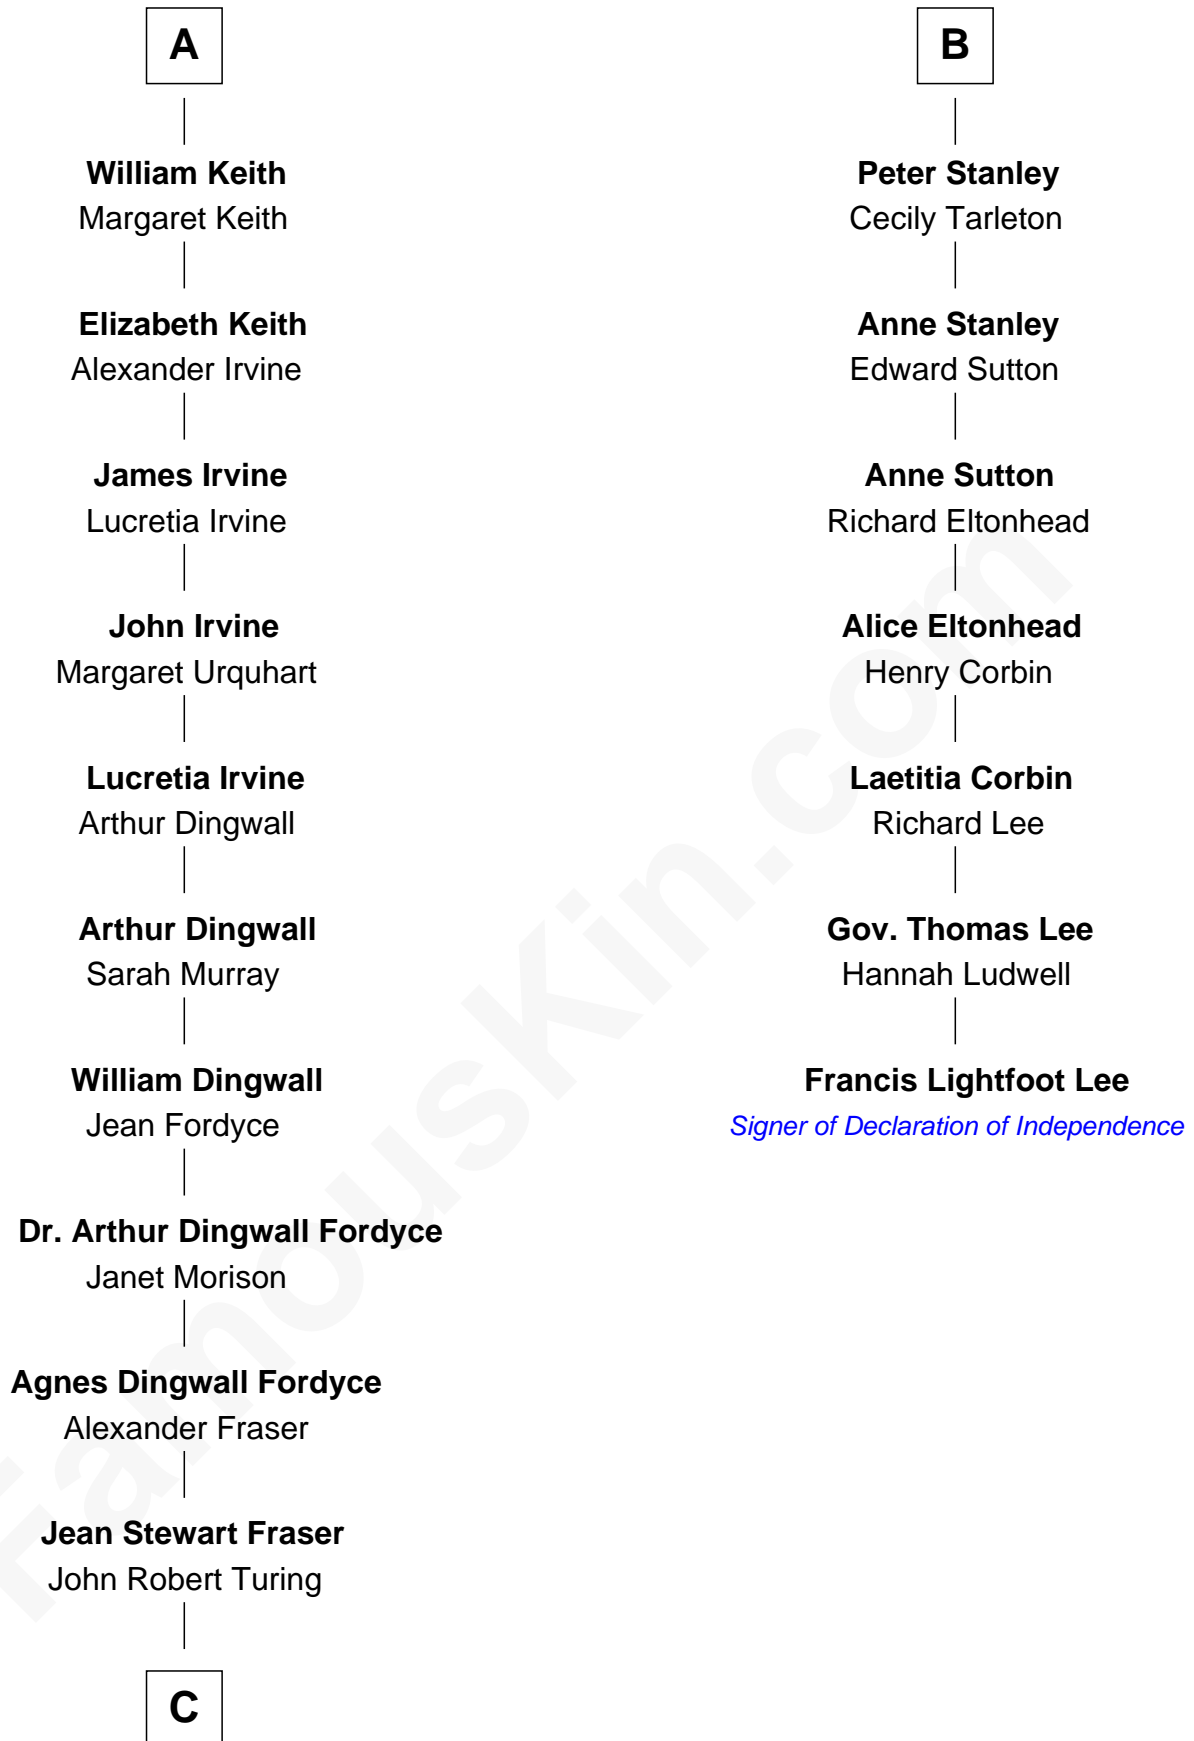 A
William Keith
Margaret Keith
Elizabeth Keith
Alexander Irvine
James Irvine
Lucretia Irvine
John Irvine
Margaret Urquhart
Lucretia Irvine
Arthur Dingwall
Arthur Dingwall
Sarah Murray
William Dingwall
Jean Fordyce
Dr. Arthur Dingwall Fordyce
Janet Morison
Agnes Dingwall Fordyce
Alexander Fraser
Jean Stewart Fraser
John Robert Turing
C
B
Peter Stanley
Cecily Tarleton
Anne Stanley
Edward Sutton
Anne Sutton
Richard Eltonhead
Alice Eltonhead
Henry Corbin
Laetitia Corbin
Richard Lee
Gov. Thomas Lee
Hannah Ludwell
Francis Lightfoot Lee
Signer of Declaration of Independence
FamousKin.com